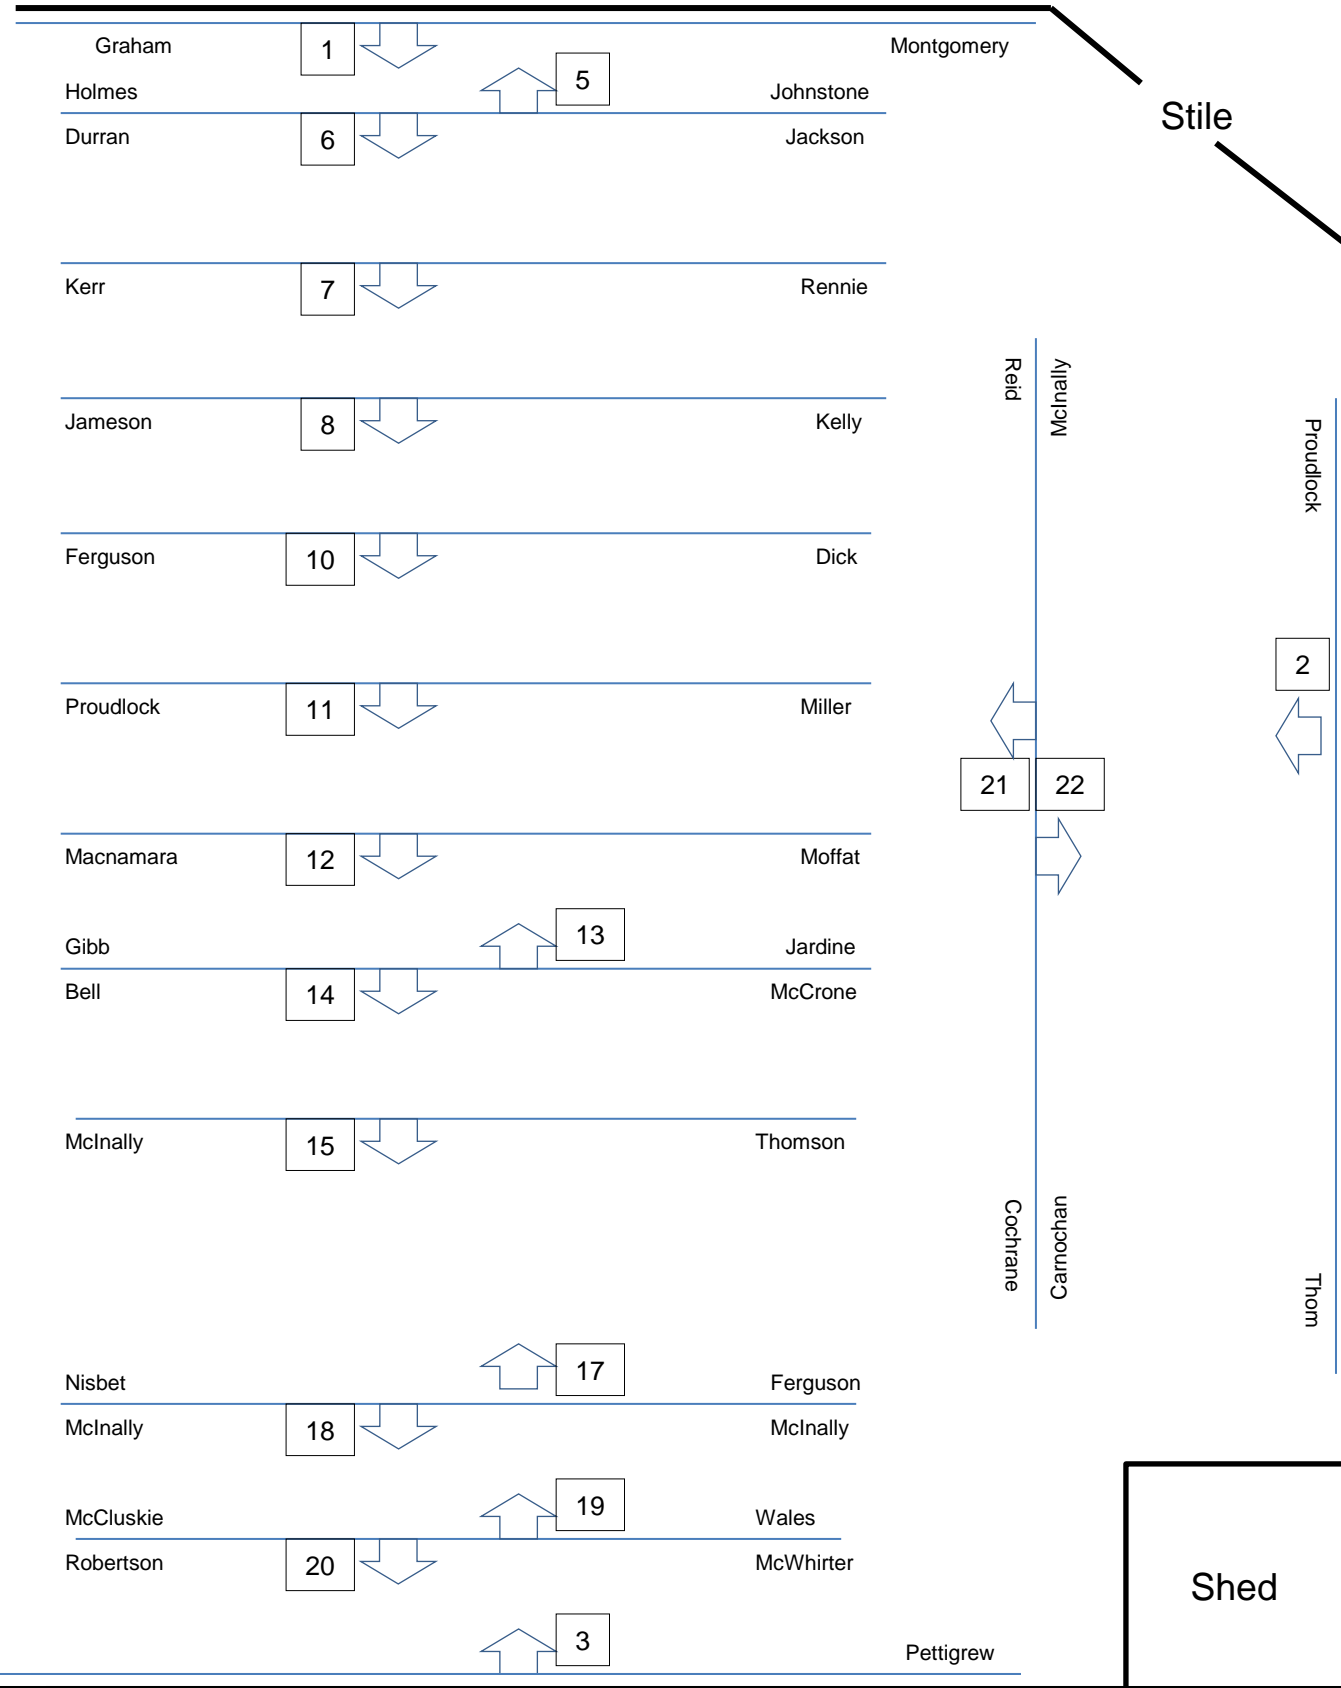 Graham 1 Montgomery
Holmes 5 Johnstone
Stile
Durran 6 Jackson
Kerr 7 Rennie
Reid McInally
Jameson 8 Kelly
Proudlock
Ferguson 10 Dick
2
Proudlock 11 Miller
21 22
Macnamara 12 Moffat
Gibb 13 Jardine
Bell 14 McCrone
McInally 15 Thomson
Cochrane Carnochan
Thom
Nisbet 17 Ferguson
McInally 18 McInally
McCluskie 19 Wales
Robertson 20 McWhirter
Shed
3 Pettigrew